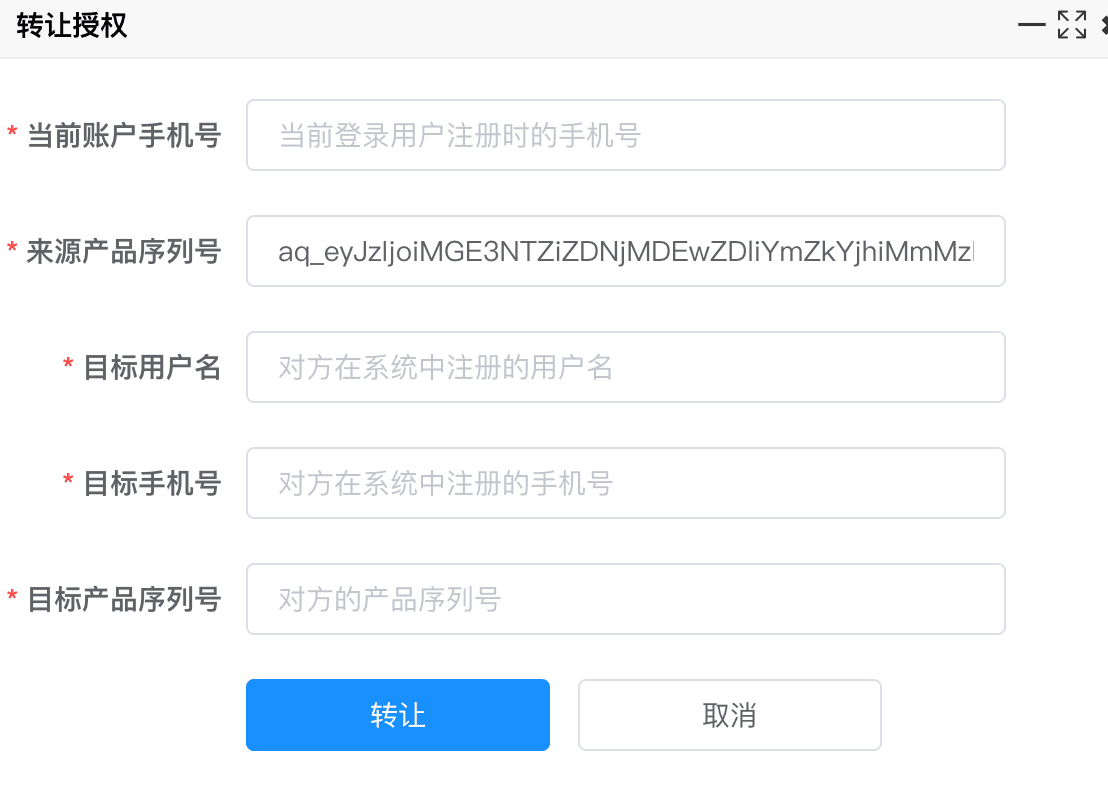 转让授权
* 当前账户手机号 当前登录用户注册时的手机号
* 来源产品序列号 aq_eyJzIjoiMGE3NTZiZDNjMDEwZDliYmZkYjhiMmMz
* 目标用户名 对方在系统中注册的用户名
* 目标手机号 对方在系统中注册的手机号
* 目标产品序列号 对方的产品序列号
转让 取消